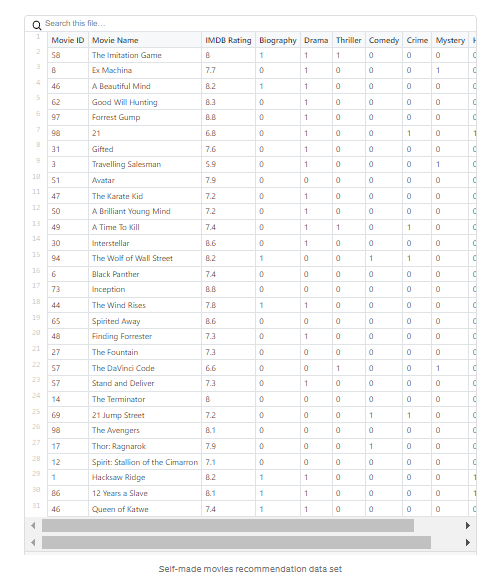 Search this file...
1 Movie ID Movie Name IMDB Rating Biography Drama Thriller Comedy Crime Mystery H
2 58 The Imitation Game 8 1 1 1 0 0 0
3 8 Ex Machina 7.7 0 1 0 0 0 1
4 46 A Beautiful Mind 8.2 1 1 0 0 0 0
5 62 Good Will Hunting 8.3 0 1 0 0 0 0
6 97 Forrest Gump 8.8 0 1 0 0 0 0
7 98 21 6.8 0 1 0 0 1 0 1
8 31 Gifted 7.6 0 1 0 0 0 0
9 3 Travelling Salesman 5.9 0 1 0 0 0 1
10 51 Avatar 7.9 0 0 0 0 0 0
11 47 The Karate Kid 7.2 0 1 0 0 0 0
12 50 A Brilliant Young Mind 7.2 0 1 0 0 0 0
13 49 A Time To Kill 7.4 0 1 1 0 1 0
14 30 Interstellar 8.6 0 1 0 0 0 0
15 94 The Wolf of Wall Street 8.2 1 0 0 1 1 0
16 6 Black Panther 7.4 0 0 0 0 0 0
17 73 Inception 8.8 0 0 0 0 0 0
18 44 The Wind Rises 7.8 1 1 0 0 0 0
19 65 Spirited Away 8.6 0 0 0 0 0 0
20 48 Finding Forrester 7.3 0 1 0 0 0 0
21 27 The Fountain 7.3 0 0 0 0 0 0
22 57 The DaVinci Code 6.6 0 0 1 0 0 1
23 57 Stand and Deliver 7.3 0 1 0 0 0 0
24 14 The Terminator 8 0 0 0 0 0 0
25 69 21 Jump Street 7.2 0 0 0 1 1 0
26 98 The Avengers 8.1 0 0 0 0 0 0
27 17 Thor: Ragnarok 7.9 0 0 0 1 0 0
28 12 Spirit: Stallion of the Cimarron 7.1 0 0 0 0 0 0
29 1 Hacksaw Ridge 8.2 1 1 0 0 0 0 1
30 86 12 Years a Slave 8.1 1 1 0 0 0 0 1
31 46 Queen of Katwe 7.4 1 1 0 0 0 0
Self-made movies recommendation data set